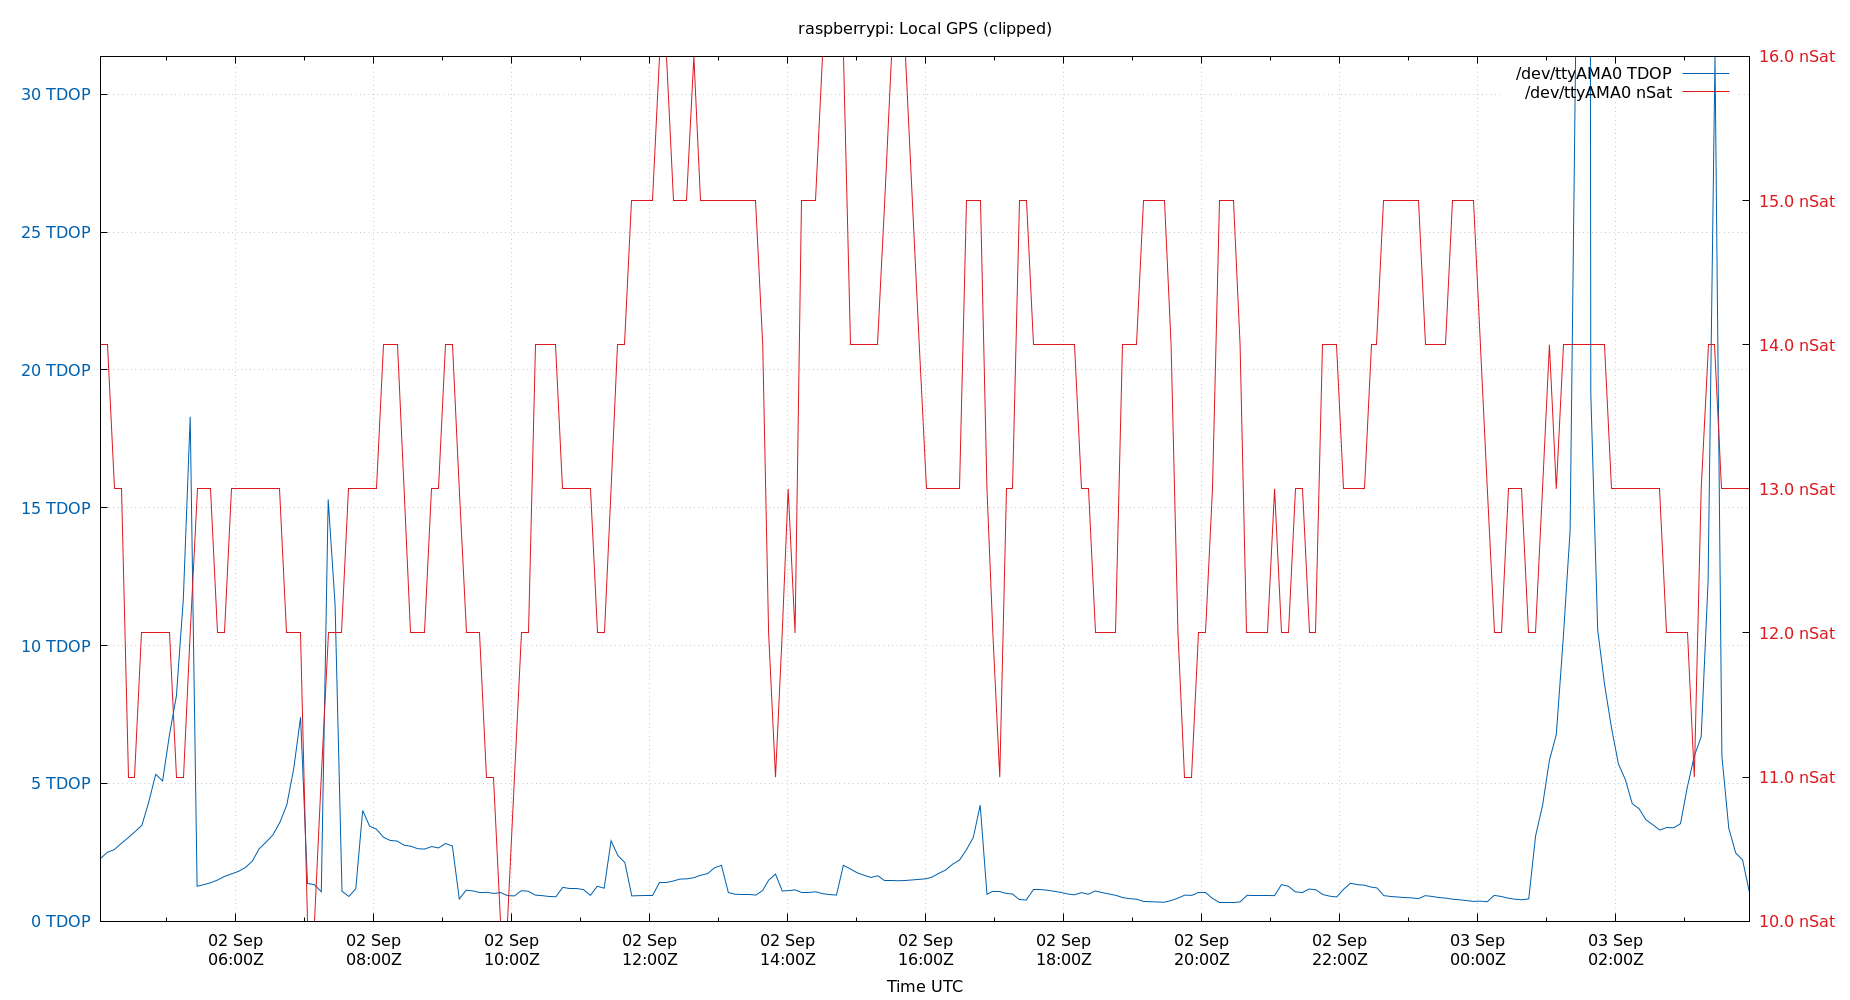 raspberrypi: Local GPS (clipped)
/dev/ttyAMA0 TDOP
/dev/ttyAMA0 nSat
30 TDOP
25 TDOP
20 TDOP
15 TDOP
10 TDOP
5 TDOP
0 TDOP
16.0 nSat
15.0 nSat
14.0 nSat
13.0 nSat
12.0 nSat
11.0 nSat
10.0 nSat
02 Sep
06:00Z
02 Sep
08:00Z
02 Sep
10:00Z
02 Sep
12:00Z
02 Sep
14:00Z
02 Sep
16:00Z
02 Sep
18:00Z
02 Sep
20:00Z
02 Sep
22:00Z
03 Sep
00:00Z
03 Sep
02:00Z
Time UTC